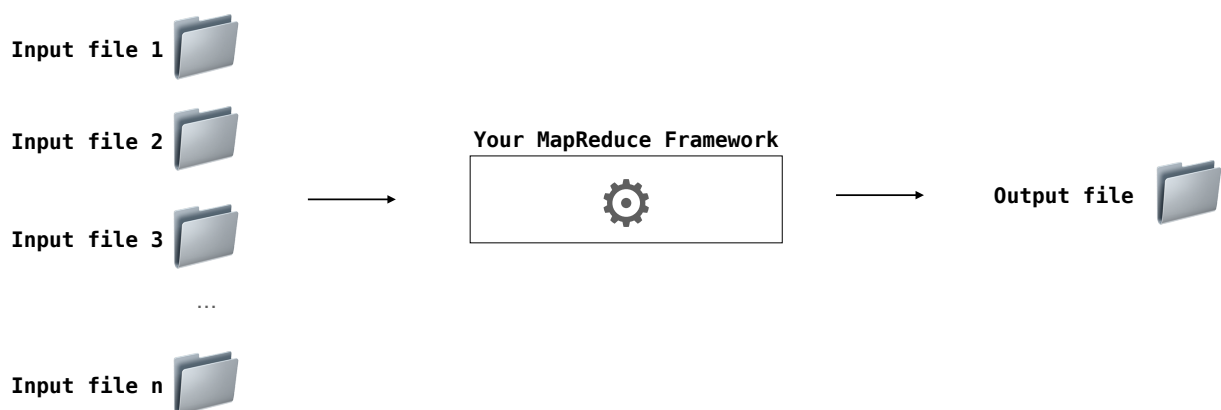 Input file 1
Input file 2
Your MapReduce Framework
Output file
Input file 3
...
Input file n